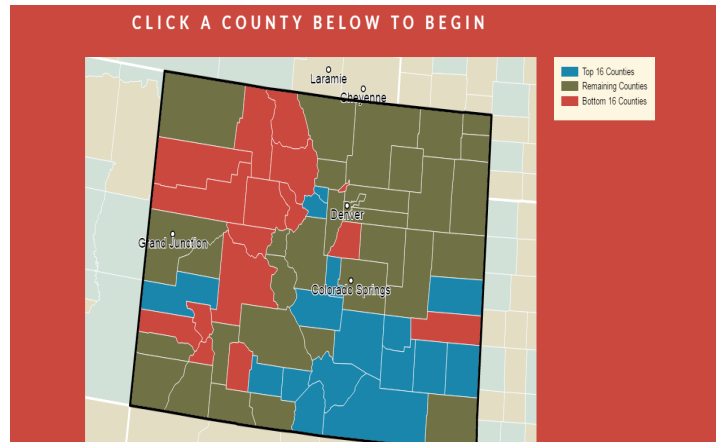 CLICK A COUNTY BELOW TO BEGIN
Laramie
Cheyenne
Top 16 Counties
Remaining Counties
Bottom 16 Counties
Denver
Grand Junction
Colorado Springs